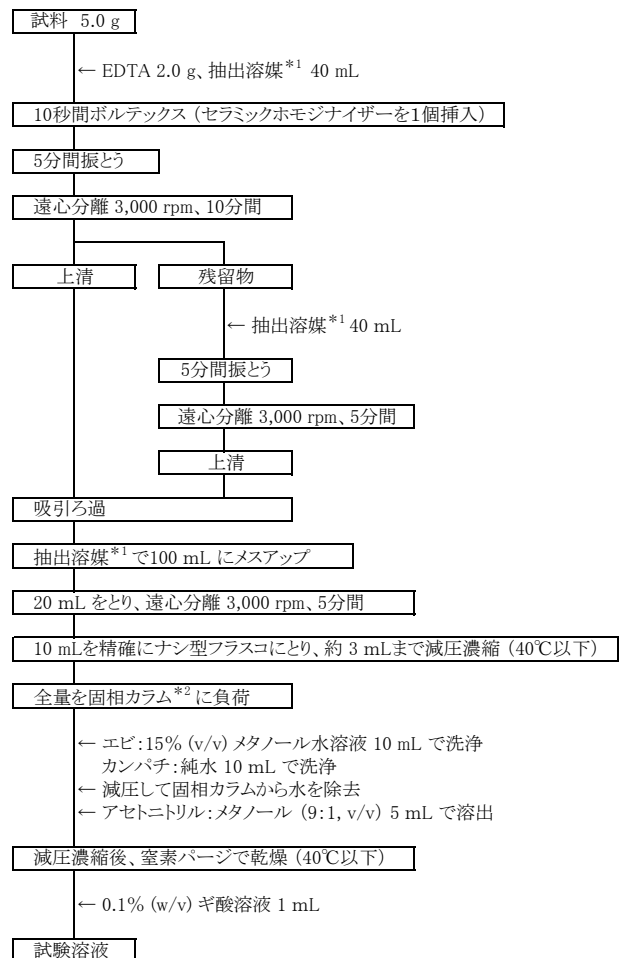 試料 5.0 g
← EDTA 2.0 g、抽出溶媒*1 40 mL
10秒間ボルテックス (セラミックホモジナイザーを1個挿入)
5分間振とう
遠心分離 3,000 rpm、10分間
上清
残留物
← 抽出溶媒*1 40 mL
5分間振とう
遠心分離 3,000 rpm、5分間
上清
吸引ろ過
抽出溶媒*1 で100 mL にメスアップ
20 mL をとり、遠心分離 3,000 rpm、5分間
10 mLを精確にナシ型フラスコにとり、約 3 mLまで減圧濃縮 (40℃以下)
全量を固相カラム*2 に負荷
← エビ:15% (v/v) メタノール水溶液 10 mL で洗浄
カンパチ:純水 10 mL で洗浄
← 減圧して固相カラムから水を除去
← アセトニトリル:メタノール (9:1, v/v) 5 mL で溶出
減圧濃縮後、窒素パージで乾燥 (40℃以下)
← 0.1% (w/v) ギ酸溶液 1 mL
試験溶液